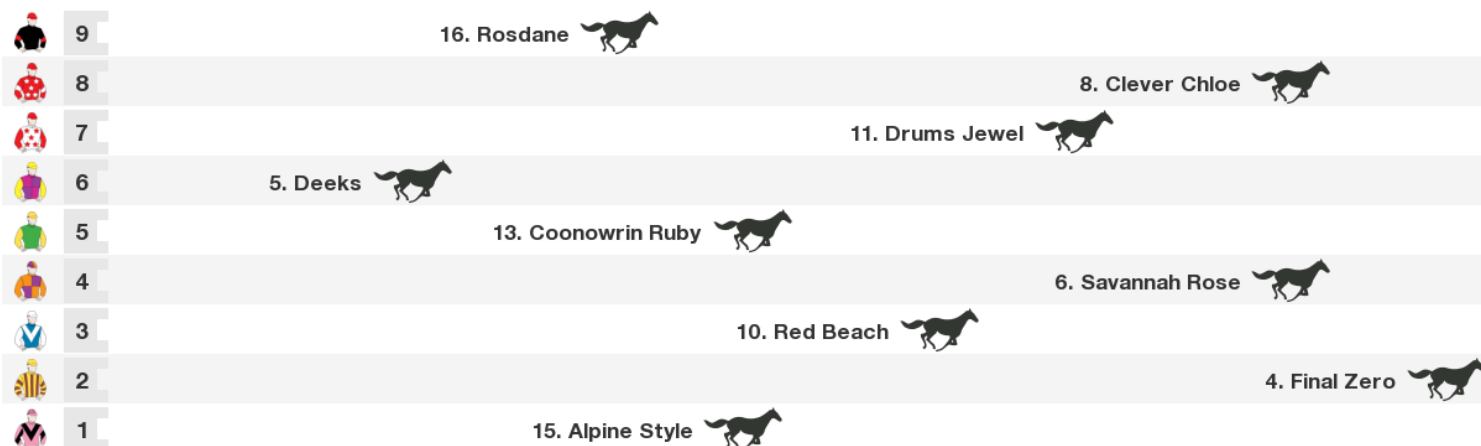 9 16. Rosdane
8 8. Clever Chloe
7 11. Drums Jewel
6 5. Deeks
5 13. Coonowrin Ruby
4 6. Savannah Rose
3 10. Red Beach
2 4. Final Zero
1 15. Alpine Style